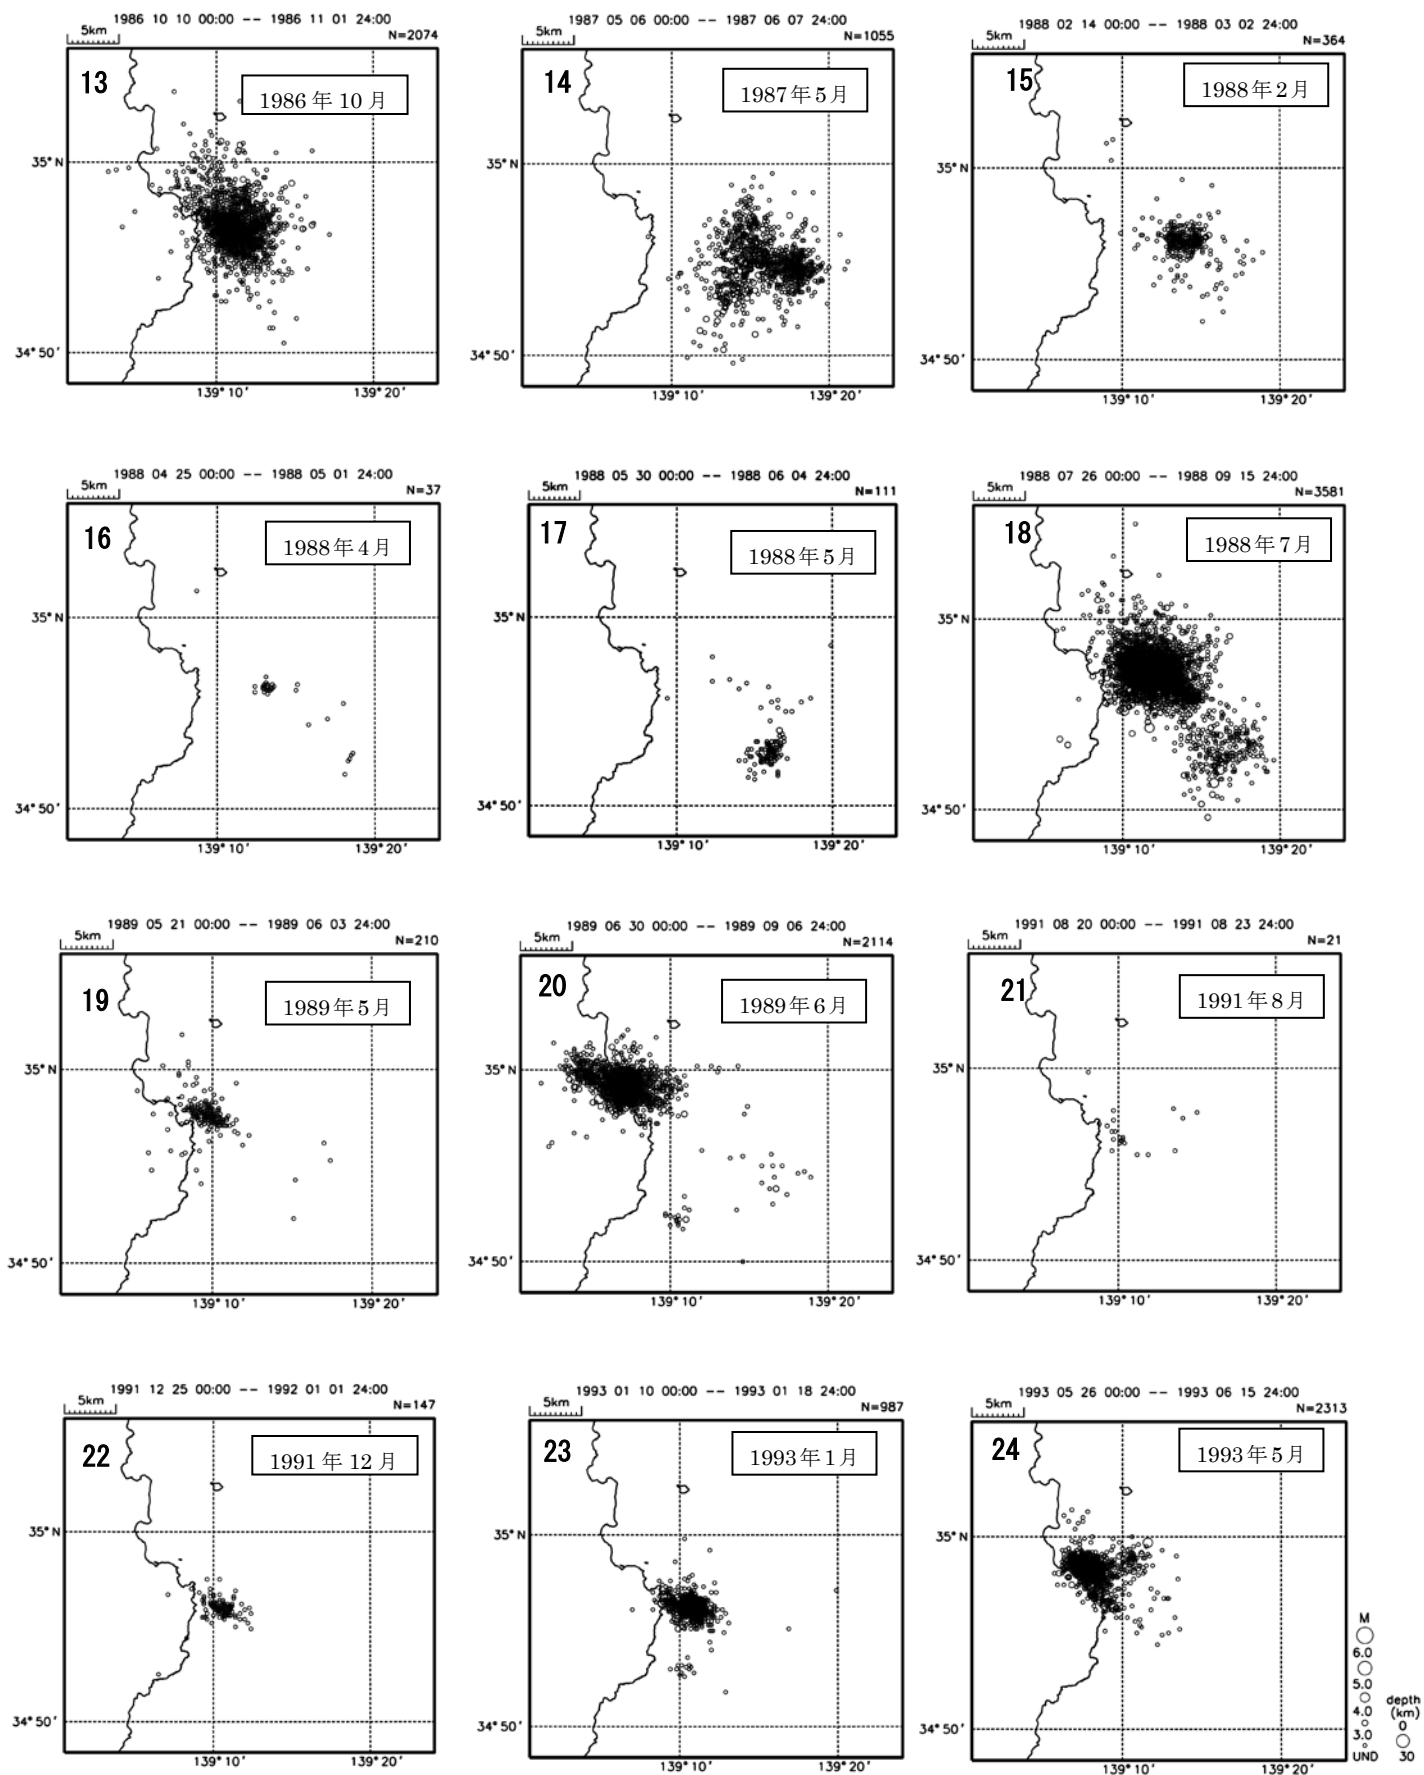 1986 10 10 00:00 -- 1986 11 01 24:00
5km
N=2074
13
1986年10月
35°N
34°50′
139°10′
139°20′
1987 05 06 00:00 -- 1987 06 07 24:00
5km
N=1055
14
1987年5月
35°N
34°50′
139°10′
139°20′
1988 02 14 00:00 -- 1988 03 02 24:00
5km
N=364
15
1988年2月
35°N
34°50′
139°10′
139°20′
1988 04 25 00:00 -- 1988 05 01 24:00
5km
N=37
16
1988年4月
35°N
34°50′
139°10′
139°20′
1988 05 30 00:00 -- 1988 06 04 24:00
5km
N=111
17
1988年5月
35°N
34°50′
139°10′
139°20′
1988 07 26 00:00 -- 1988 09 15 24:00
5km
N=3581
18
1988年7月
35°N
34°50′
139°10′
139°20′
1989 05 21 00:00 -- 1989 06 03 24:00
5km
N=210
19
1989年5月
35°N
34°50′
139°10′
139°20′
1989 06 30 00:00 -- 1989 09 06 24:00
5km
N=2114
20
1989年6月
35°N
34°50′
139°10′
139°20′
1991 08 20 00:00 -- 1991 08 23 24:00
5km
N=21
21
1991年8月
35°N
34°50′
139°10′
139°20′
1991 12 25 00:00 -- 1992 01 01 24:00
5km
N=147
22
1991年12月
35°N
34°50′
139°10′
139°20′
1993 01 10 00:00 -- 1993 01 18 24:00
5km
N=987
23
1993年1月
35°N
34°50′
139°10′
139°20′
1993 05 26 00:00 -- 1993 06 15 24:00
5km
N=2313
24
1993年5月
35°N
34°50′
139°10′
139°20′
M
6.0
5.0
4.0
3.0
UND
depth
(km)
0
30